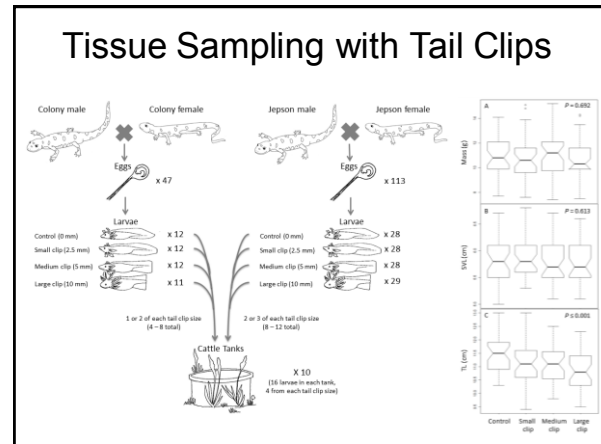 Tissue Sampling with Tail Clips
Colony male
Colony female
Jepson male
Jepson female
Eggs
x 47
Eggs
x 113
Larvae
Control (0 mm)
x 12
Small clip (2.5 mm)
x 12
Medium clip (5 mm)
x 12
Large clip (10 mm)
x 11
Larvae
Control (0 mm)
x 28
Small clip (2.5 mm)
x 28
Medium clip (5 mm)
x 28
Large clip (10 mm)
x 29
1 or 2 of each tail clip size
(4 – 8 total)
2 or 3 of each tail clip size
(8 – 12 total)
Cattle Tanks
X 10
(16 larvae in each tank,
4 from each tail clip size)
A
P = 0.692
Mass (g)
B
P = 0.613
SVL (cm)
C
P ≤ 0.001
TL (cm)
Control
Small
clip
Medium
clip
Large
clip